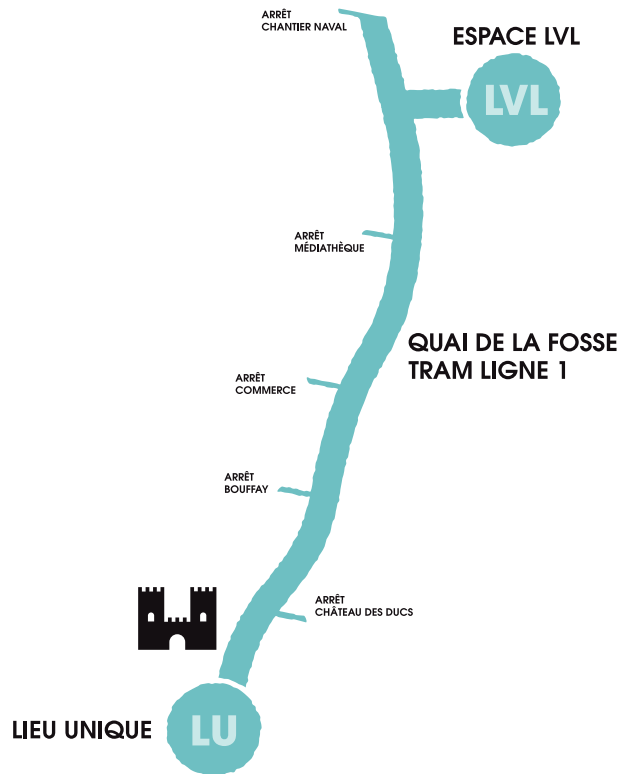 ARRÊT
CHANTIER NAVAL
ESPACE LVL
LVL
ARRÊT
MÉDIATHÈQUE
QUAI DE LA FOSSE
TRAM LIGNE 1
ARRÊT
COMMERCE
ARRÊT
BOUFFAY
ARRÊT
CHÂTEAU DES DUCS
LIEU UNIQUE
LU